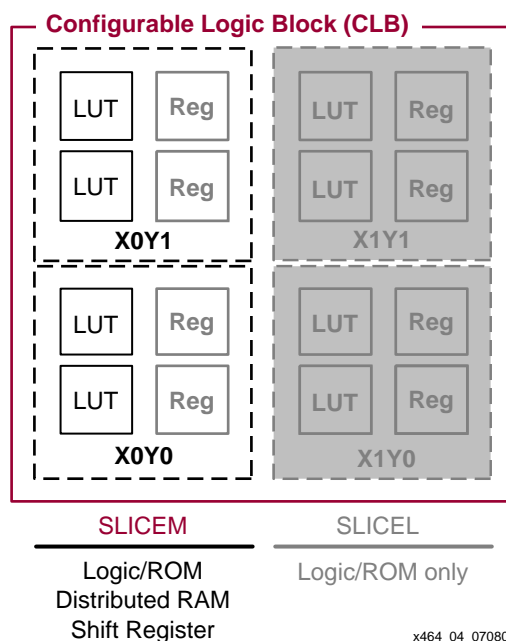 Configurable Logic Block (CLB)
LUT Reg LUT Reg
LUT Reg LUT Reg
X0Y1 X1Y1
LUT Reg LUT Reg
LUT Reg LUT Reg
X0Y0 X1Y0
SLICEM SLICEL
Logic/ROM Logic/ROM only
Distributed RAM
Shift Register
x464_04_07080